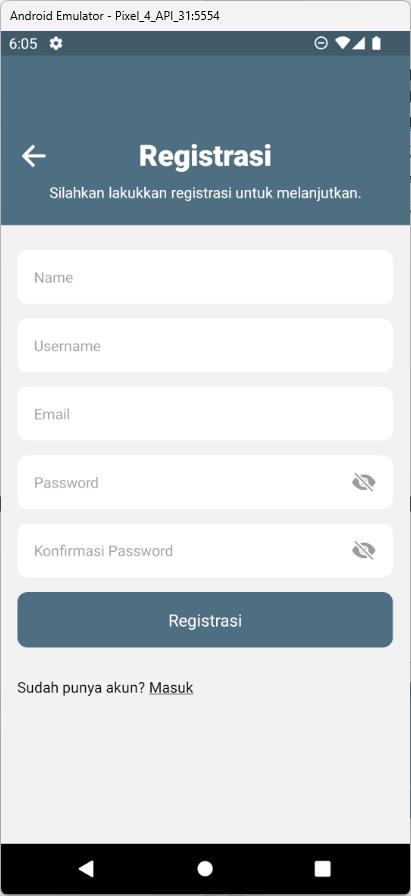 Android Emulator - Pixel_4_API_31:5554
6:05
Registrasi
Silahkan lakukkan registrasi untuk melanjutkan.
Name
Username
Email
Password
Konfirmasi Password
Registrasi
Sudah punya akun? Masuk